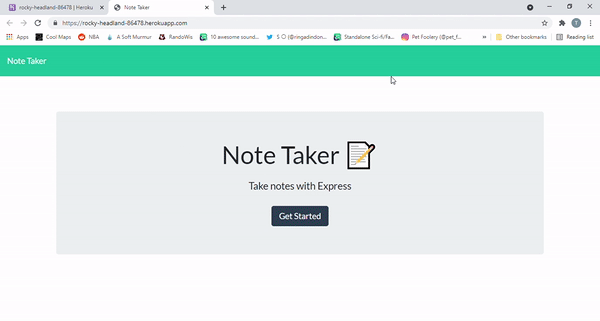 rocky-headland-86478 | Heroku
Note Taker
https://rocky-headland-86478.herokuapp.com
T
Apps
Cool Maps
NBA
A Soft Murmur
RandoWis
10 awesome sound...
(@ringadindon...
Standalone Sci-fi/Fa...
Pet Foolery (@pet_f...
»
Other bookmarks
Reading list
Note Taker
Note Taker
Take notes with Express
Get Started